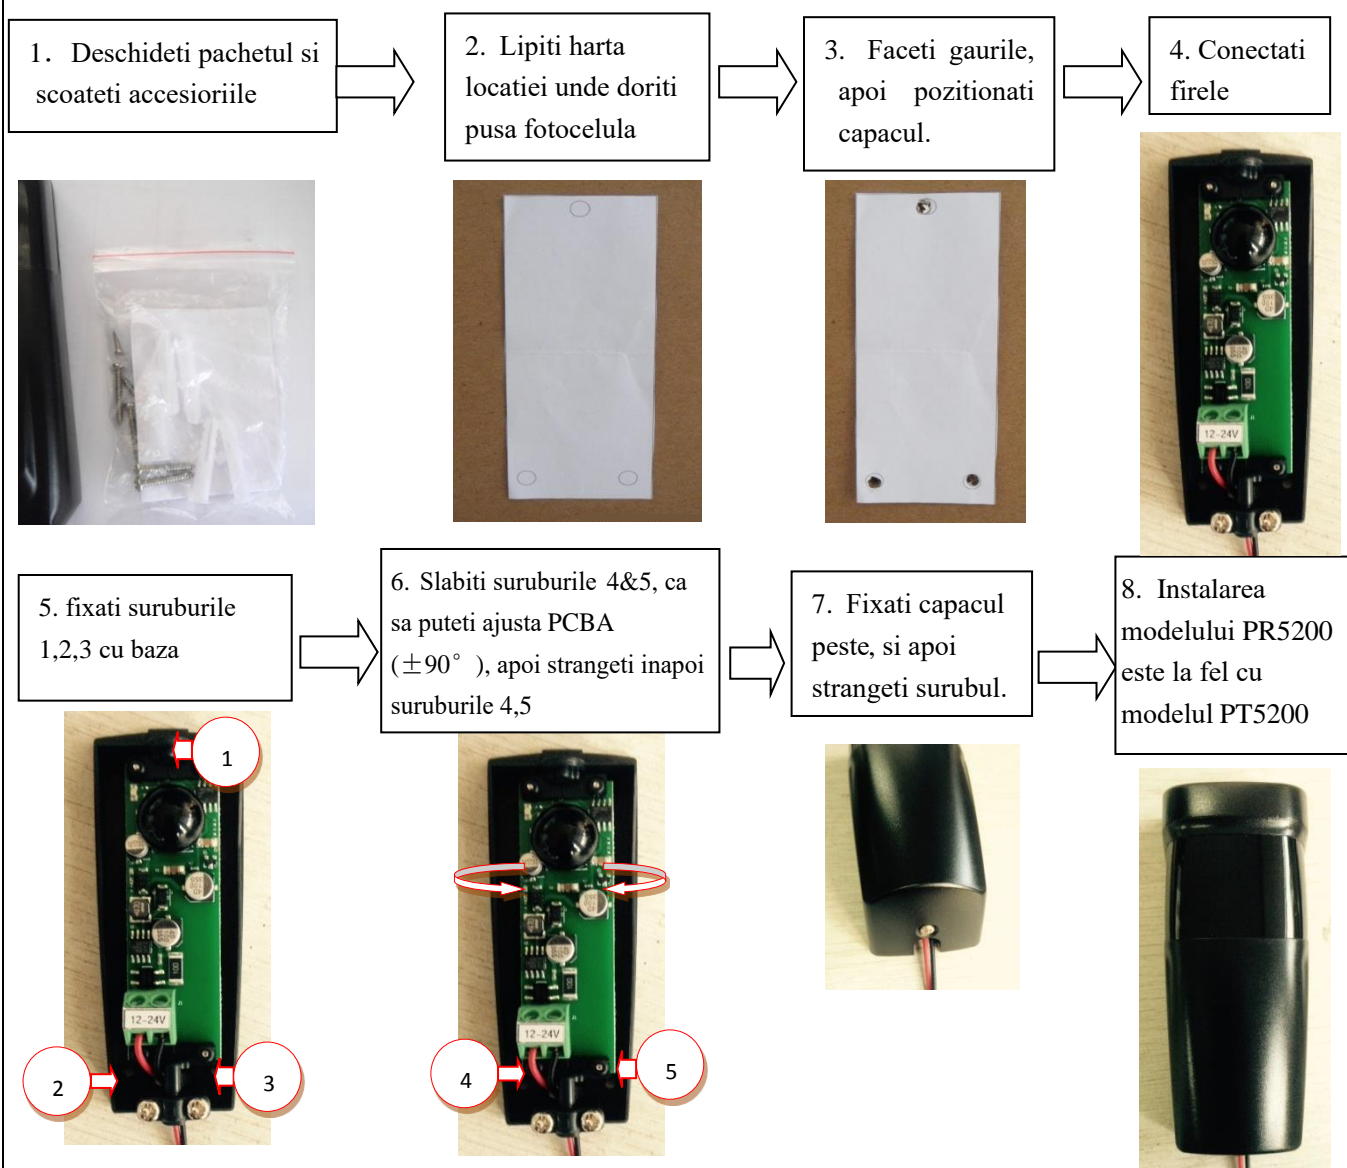 1. Deschideti pachetul si
scoateti accesioriile
2. Lipiti harta
locatiei unde doriti
pusa fotocelula
3. Faceti gaurile,
apoi pozitionati
capacul.
4. Conectati
firele
12-24V
5. fixati suruburile
1,2,3 cu baza
6. Slabiti suruburile 4&5, ca
sa puteti ajusta PCBA
(±90° ), apoi strangeti inapoi
suruburile 4,5
7. Fixati capacul
peste, si apoi
strangeti surubul.
8. Instalarea
modelului PR5200
este la fel cu
modelul PT5200
1
100
12-24V
2
3
100
12-24V
4
5